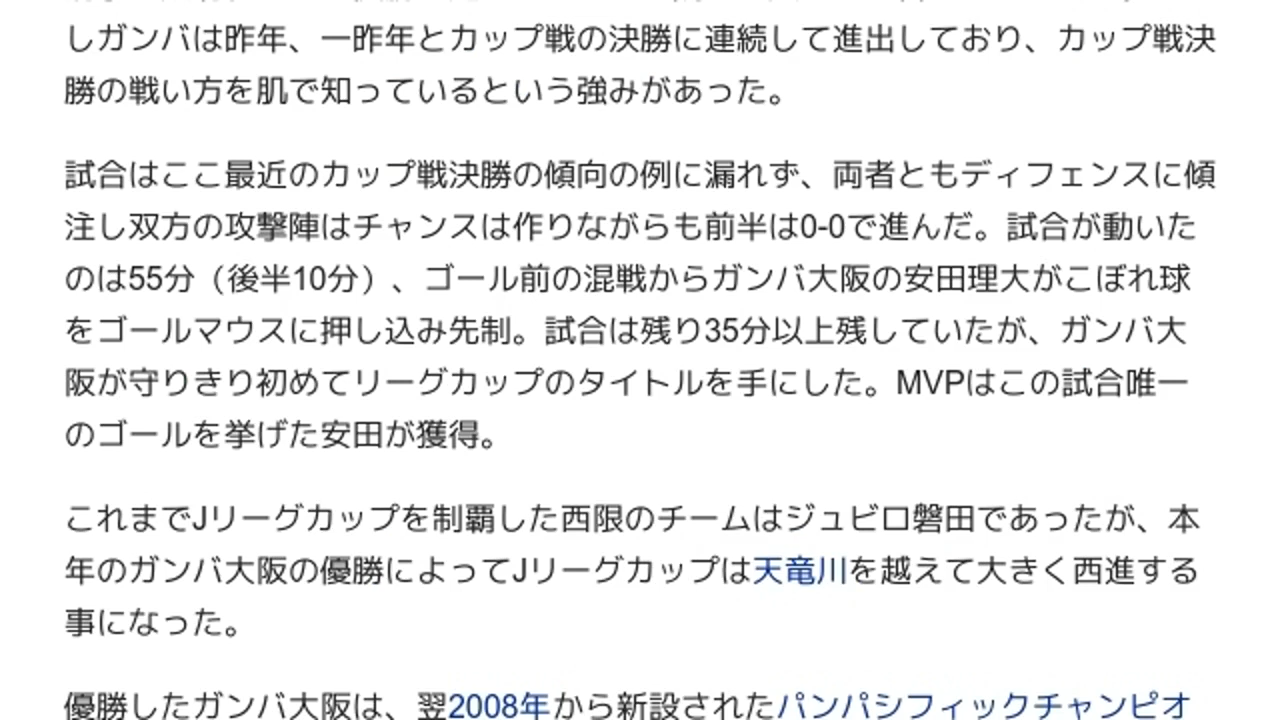 しガンバは昨年、一昨年とカップ戦の決勝に連続して進出しており、カップ戦決
勝の戦い方を肌で知っているという強みがあった。
試合はここ最近のカップ戦決勝の傾向の例に漏れず、両者ともディフェンスに傾
注し双方の攻撃陣はチャンスは作りながらも前半は0-0で進んだ。試合が動いた
のは55分（後半10分）、ゴール前の混戦からガンバ大阪の安田理大がこぼれ球
をゴールマウスに押し込み先制。試合は残り35分以上残していたが、ガンバ大
阪が守りきり初めてリーグカップのタイトルを手にした。MVPはこの試合唯一
のゴールを挙げた安田が獲得。
これまでJリーグカップを制覇した西限のチームはジュビロ磐田であったが、本
年のガンバ大阪の優勝によってJリーグカップは天竜川を越えて大きく西進する
事になった。
優勝したガンバ大阪は、翌2008年から新設されたパンパシフィックチャンピオ